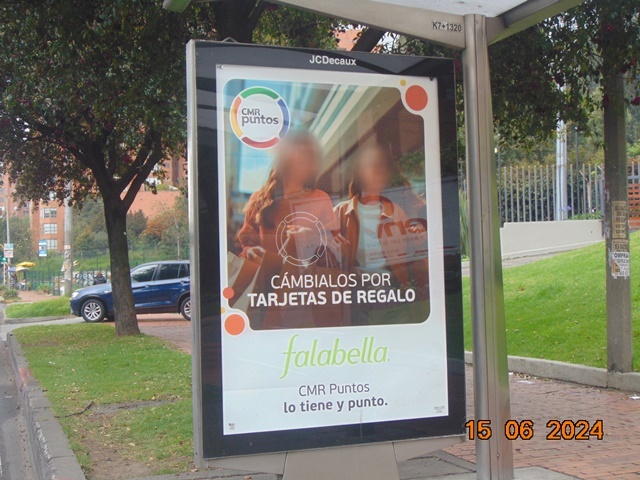 K7+1320
JCDecaux
CMR
puntos
CÁMBIALOS POR
TARJETAS DE REGALO
falabella.
CMR Puntos
lo tiene y punto.
15 06 2024